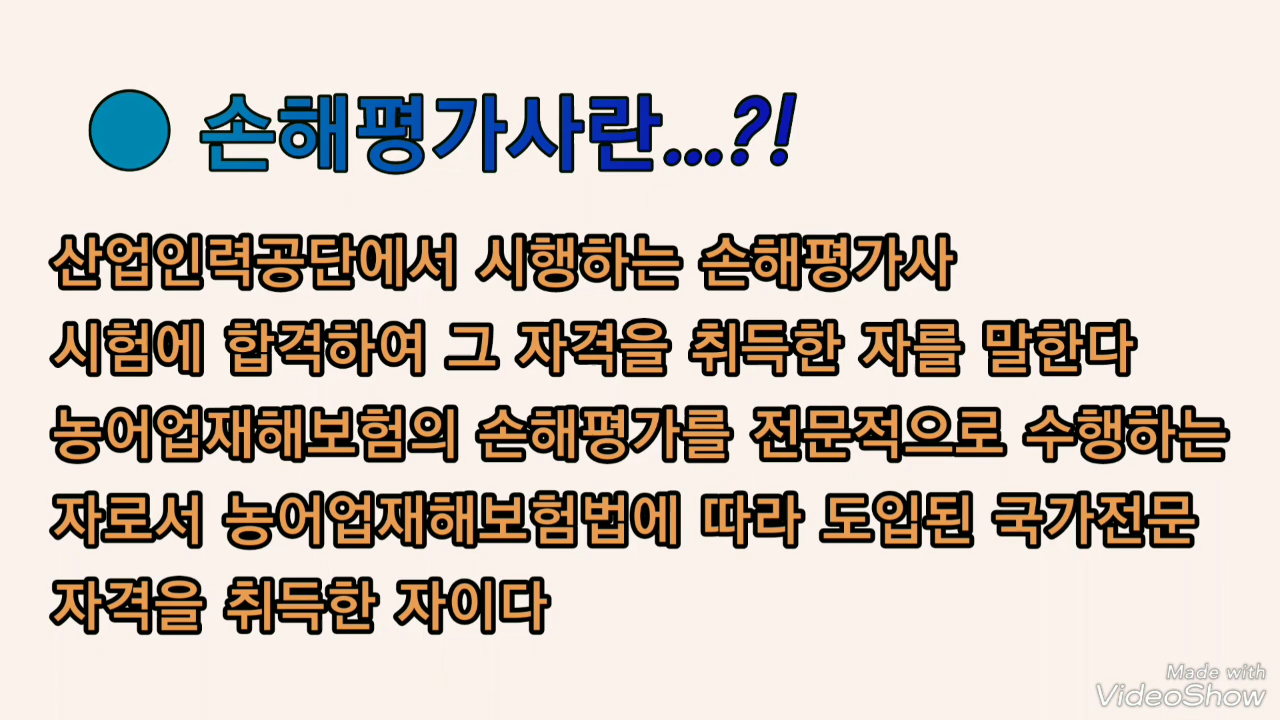 ● 손해평가사란...?!
산업인력공단에서 시행하는 손해평가사
시험에 합격하여 그 자격을 취득한 자를 말한다
농어업재해보험의 손해평가를 전문적으로 수행하는
자로서 농어업재해보험법에 따라 도입된 국가전문
자격을 취득한 자이다
Made with
VideoShow